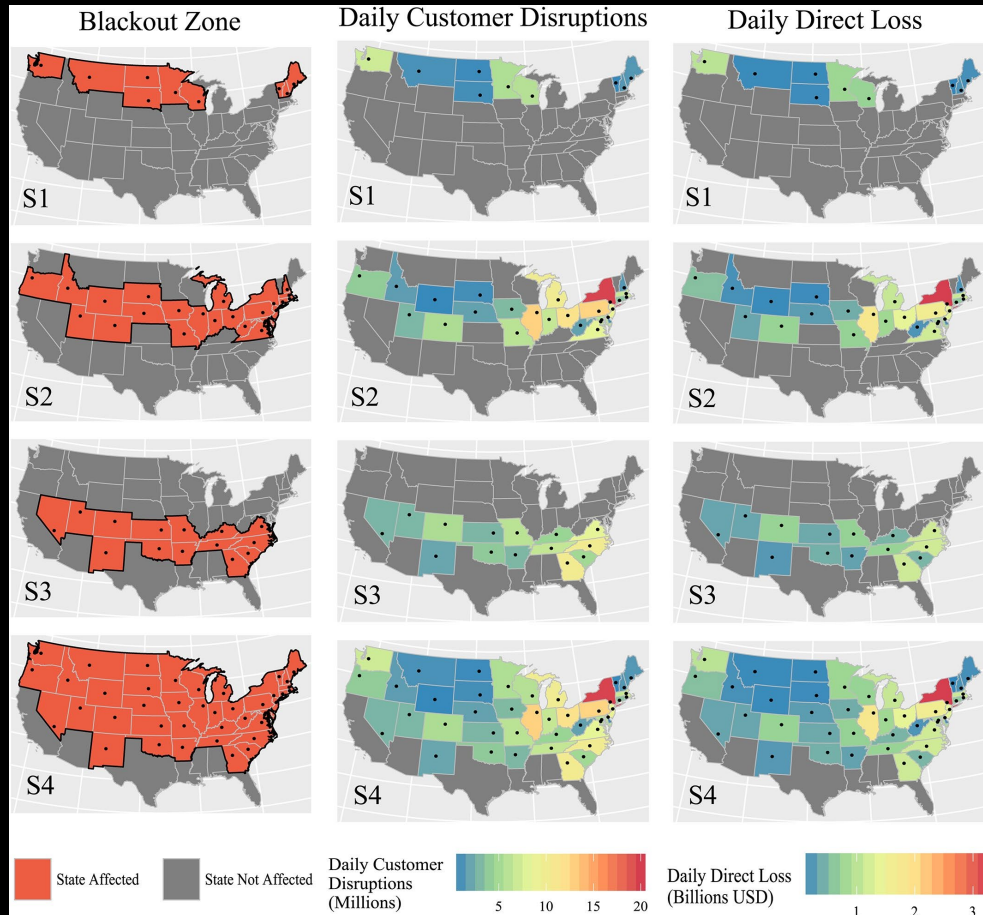 Blackout Zone
Daily Customer Disruptions
Daily Direct Loss
S1
S1
S1
S2
S2
S2
S3
S3
S3
S4
S4
S4
State Affected
State Not Affected
Daily Customer
Disruptions
(Millions)
5 10 15 20
Daily Direct Loss
(Billions USD)
1 2 3